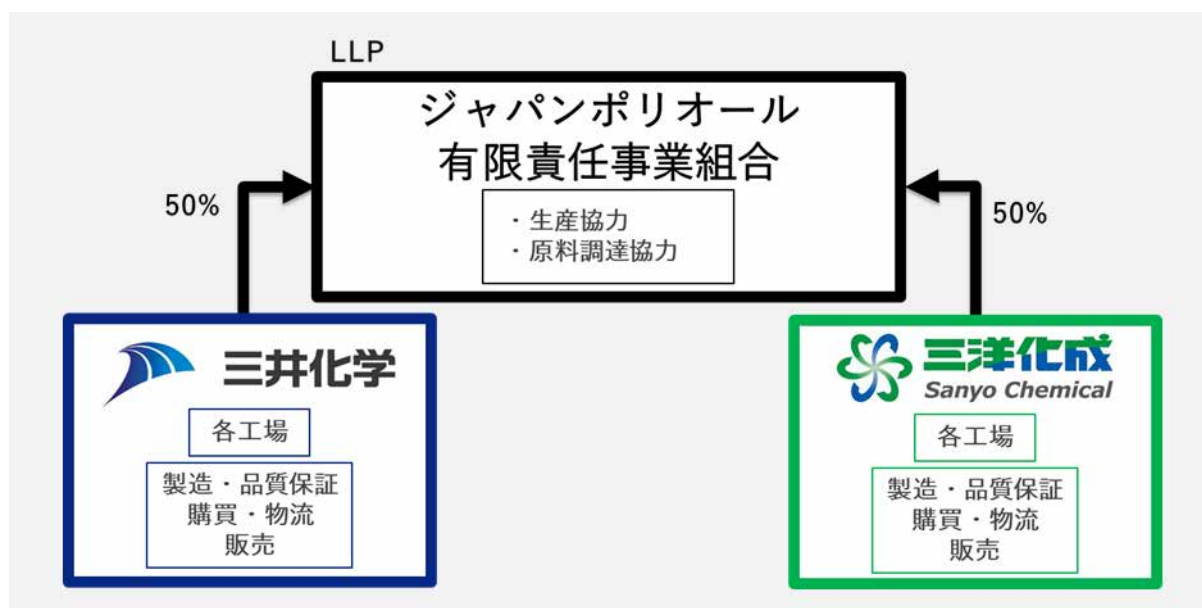 LLP
ジャパンポリオール
有限責任事業組合
・生産協力
・原料調達協力
50%
50%
三井化学
各工場
製造・品質保証
購買・物流
販売
三洋化成
Sanyo Chemical
各工場
製造・品質保証
購買・物流
販売